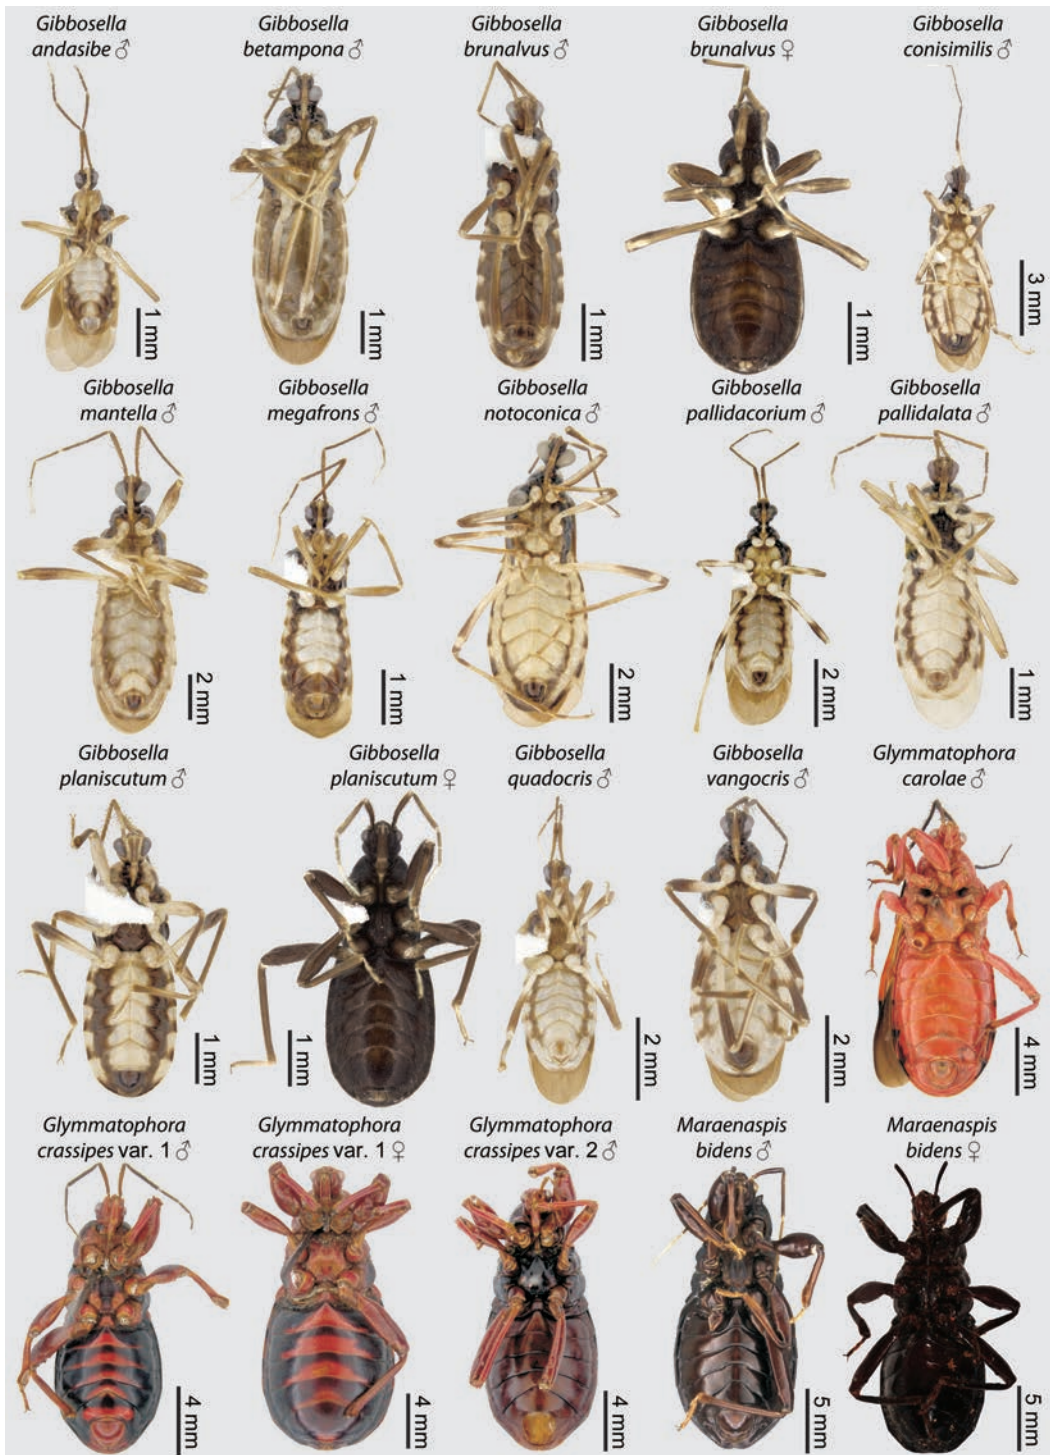 Gibbosella
andasibe ♂
Gibbosella
betampona ♂
Gibbosella
brunalvus ♂
Gibbosella
brunalvus ♀
Gibbosella
conisimilis ♂
1 mm
1 mm
1 mm
1 mm
3 mm
Gibbosella
mantella ♂
Gibbosella
megafrons ♂
Gibbosella
notoconica ♂
Gibbosella
pallidacorium ♂
Gibbosella
pallidalata ♂
2 mm
1 mm
2 mm
2 mm
1 mm
Gibbosella
planiscutum ♂
Gibbosella
planiscutum ♀
Gibbosella
quadocris ♂
Gibbosella
vangocris ♂
Glymmatophora
carolae ♂
1 mm
1 mm
2 mm
2 mm
4 mm
Glymmatophora
crassipes var. 1 ♂
Glymmatophora
crassipes var. 1 ♀
Glymmatophora
crassipes var. 2 ♂
Maraenaspis
bidens ♂
Maraenaspis
bidens ♀
4 mm
4 mm
4 mm
5 mm
5 mm